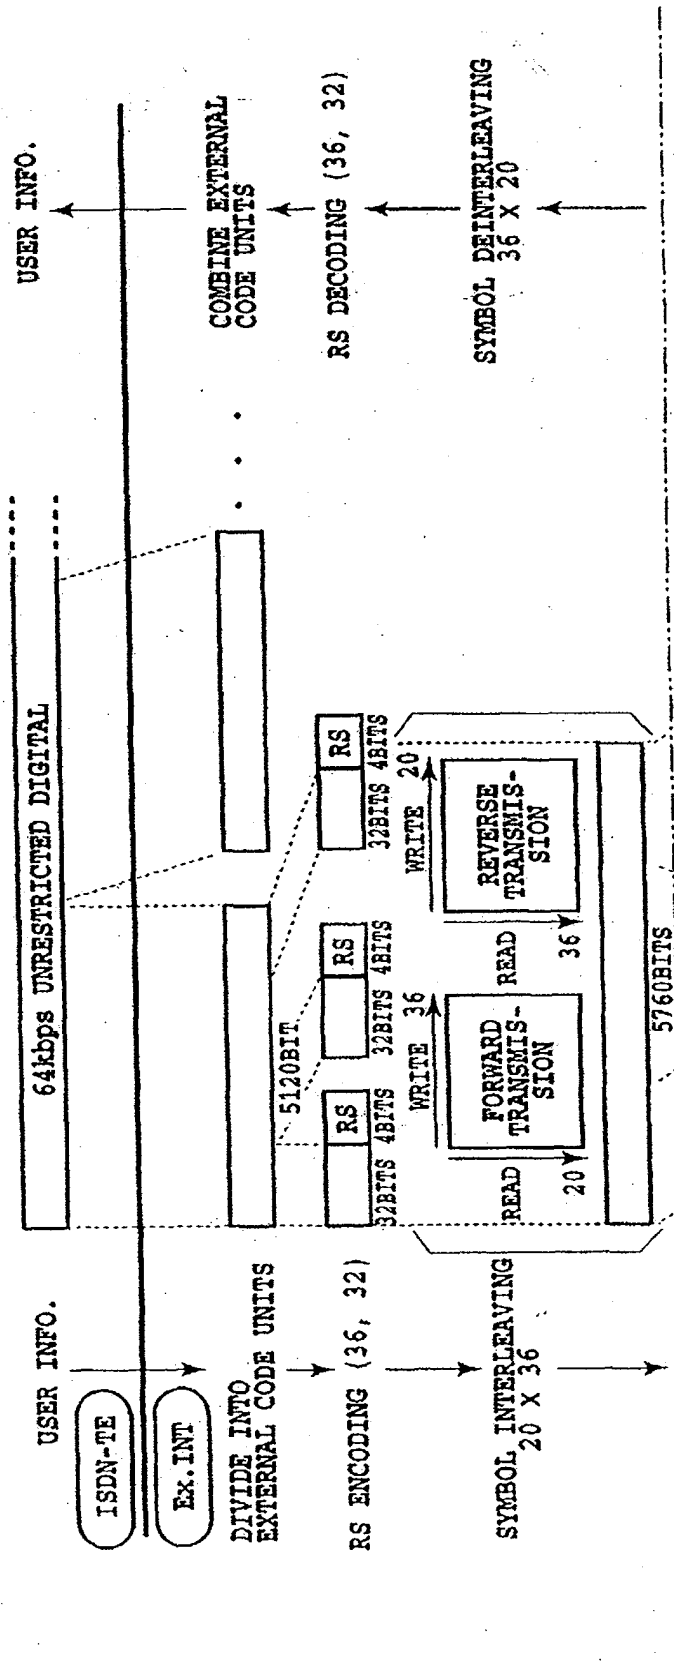 USER INFO.
64kbps UNRESTRICTED DIGITAL
USER INFO.
ISDN-TE
Ex.INT
DIVIDE INTO
EXTERNAL CODE UNITS
COMBINE EXTERNAL
CODE UNITS
5120BIT
RS ENCODING (36, 32)
RS
RS
RS
RS DECODING (36, 32)
32BITS 4BITS
32BITS 4BITS
32BITS 4BITS
WRITE 36
WRITE 20
SYMBOL INTERLEAVING
20 X 36
READ
20
FORWARD
TRANSMIS-
SION
READ
36
REVERSE
TRANSMIS-
SION
SYMBOL DEINTERLEAVING
36 X 20
5760BITS